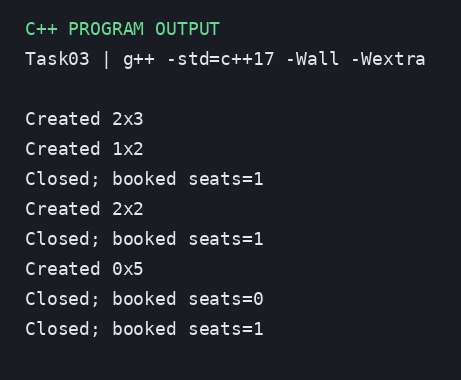 C++ PROGRAM OUTPUT
Task03 | g++ -std=c++17 -Wall -Wextra
Created 2x3
Created 1x2
Closed; booked seats=1
Created 2x2
Closed; booked seats=1
Created 0x5
Closed; booked seats=0
Closed; booked seats=1